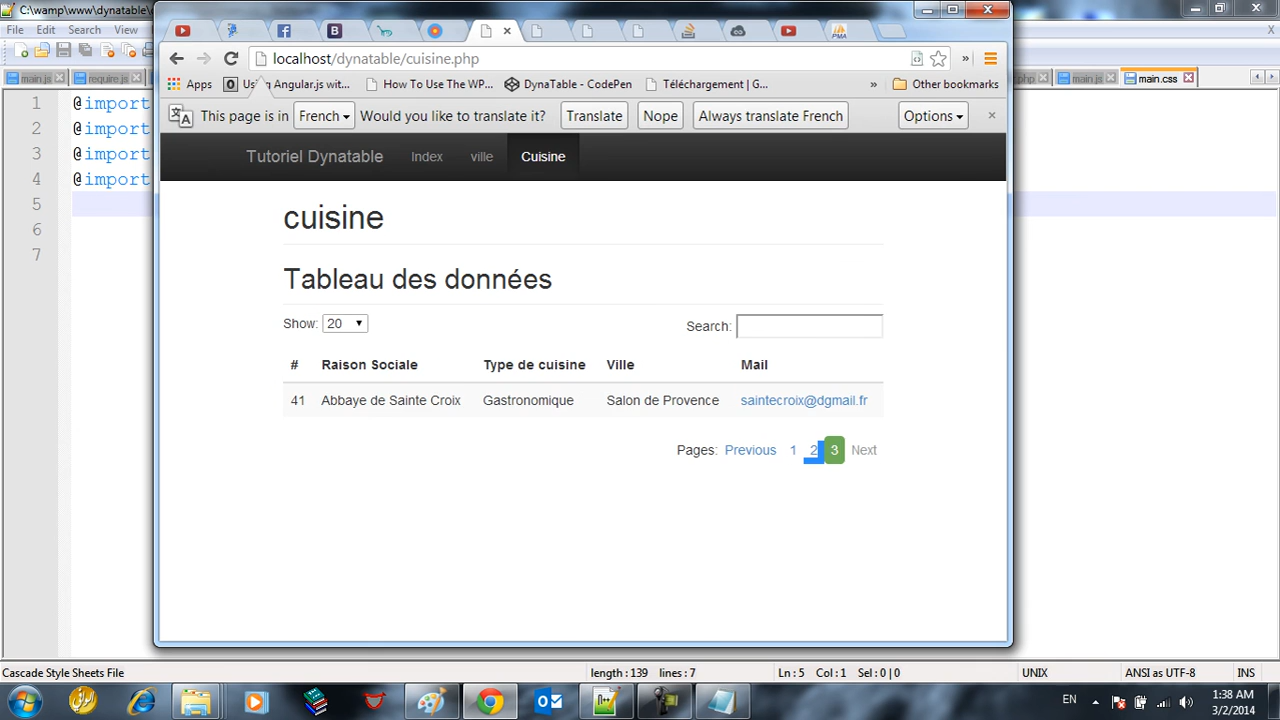 C:\wamp\www\dynatable\
File Edit Search View
main.js require.js php main.js main.css
localhost/dynatable/cuisine.php
Apps Using Angular.js wit... How To!Use The WP... DynaTable - CodePen Téléchargement | G... » Other bookmarks
This page is in French Would you like to translate it? Translate Nope Always translate French Options
Tutoriel Dynatable Index ville Cuisine
1 @import
2 @import
3 @import
4 @import
5
6
7
cuisine
Tableau des données
Show: 20 Search:
# Raison Sociale Type de cuisine Ville Mail
41 Abbaye de Sainte Croix Gastronomique Salon de Provence saintecroix@dgmail.fr
Pages: Previous 1 2 3 Next
Cascade Style Sheets File length : 139 lines : 7 Ln : 5 Col : 1 Sel : 0 | 0 UNIX ANSI as UTF-8 INS
EN 1:38 AM
3/2/2014